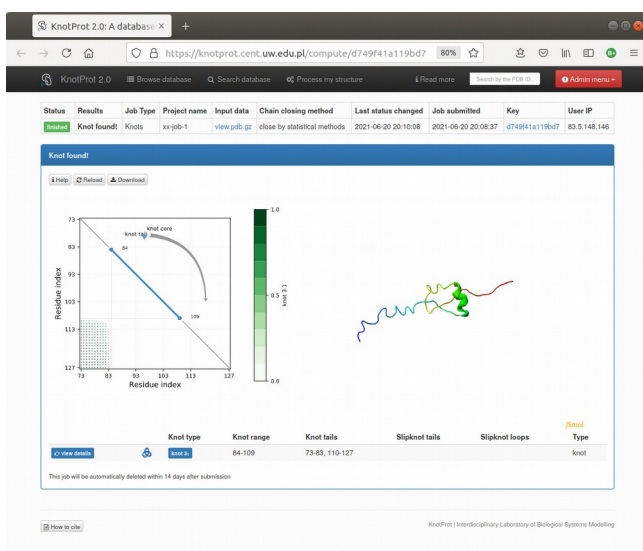 KnotProt 2.0: A database ×
https://knotprot.cent.uw.edu.pl/compute/d749f41a119bd7 80%
KnotProt 2.0 Browse database Search database Process my structure Read more Search by the PDB ID.. Admin menu
Status Results Job Type Project name Input data Chain closing method Last status changed Job submitted Key User IP
finished Knot found! Knots xx-job-1 view.pdb.gz close by statistical methods 2021-06-20 20:10:08 2021-06-20 20:08:37 d749f41a119bd7 83.5.148.146
Knot found!
Help Reload Download
73 83 93 103 113 127
Residue index
knot core
knot tail
84
109
73 83 93 103 113 127
Residue index
1.0
0.5
0.0
knot 3.1
JSmol
Knot type Knot range Knot tails Slipknot tails Slipknot loops Type
view details knot 3₁ 84-109 73-83, 110-127 knot
This job will be automatically deleted within 14 days after submission
How to cite
KnotProt | Interdisciplinary Laboratory of Biological Systems Modelling